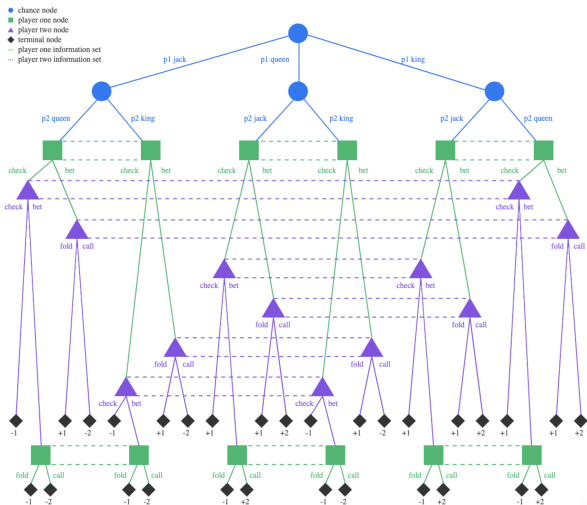 chance node
player one node
player two node
terminal node
player one information set
player two information set
p1 jack p1 queen p1 king
p2 queen p2 king p2 jack p2 king p2 jack p2 queen
check bet check bet check bet check bet check bet check bet
check bet check bet
fold call fold call
check bet check bet
fold call fold call
fold call fold call
check bet check bet
-1 +1 -2 -1 +1 -2 +1 +1 +2 -1 +1 -2 +1 +1 +2 +1 +1 +2
fold call fold call fold call fold call fold call fold call
-1 -2 -1 -2 -1 +2 -1 -2 -1 +2 -1 +2